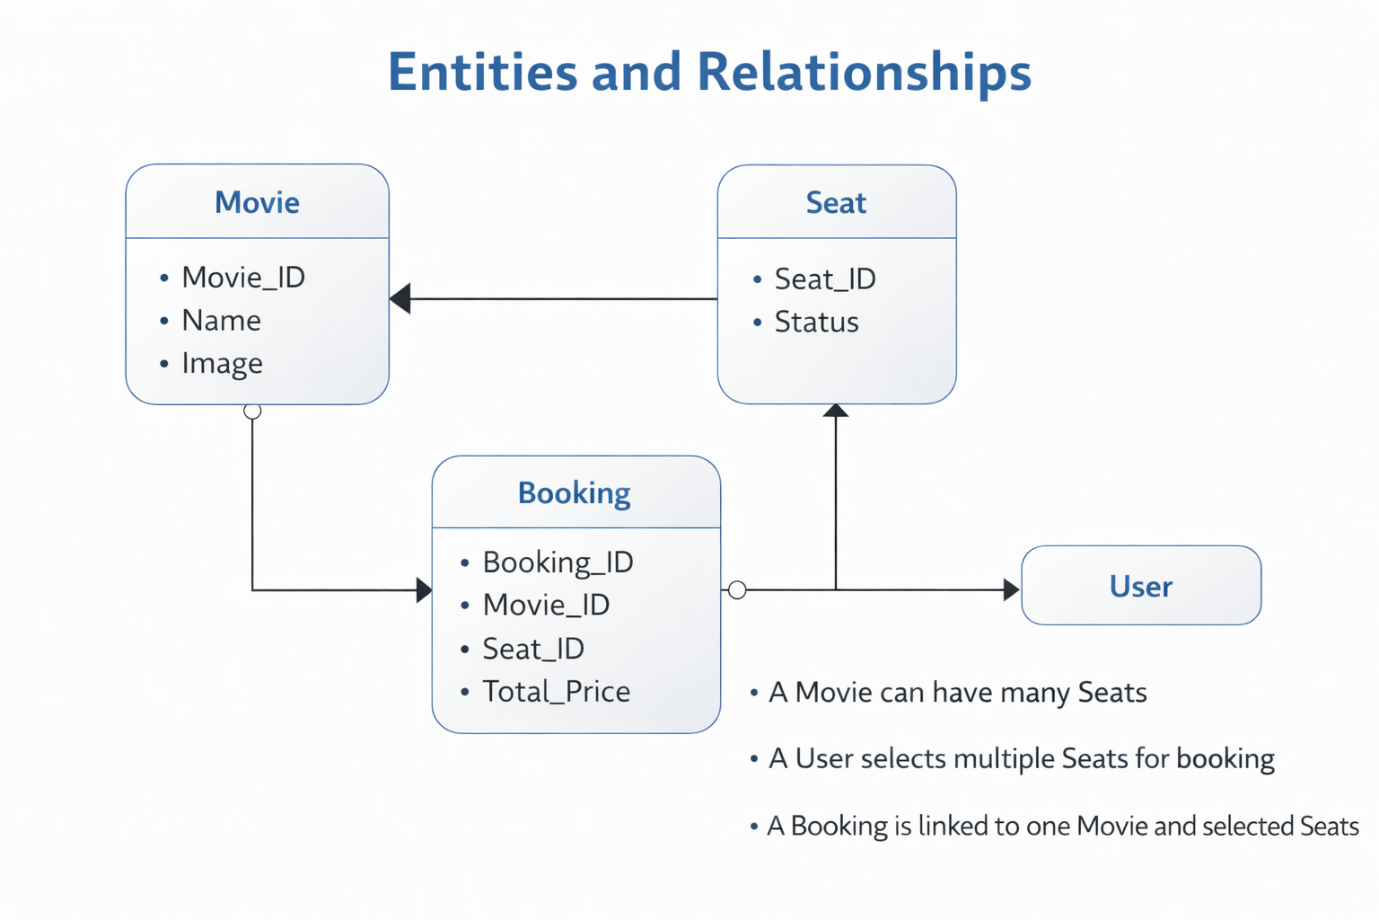 Entities and Relationships
Movie
• Movie_ID
• Name
• Image
Seat
• Seat_ID
• Status
Booking
• Booking_ID
• Movie_ID
• Seat_ID
• Total_Price
User
• A Movie can have many Seats
• A User selects multiple Seats for booking
• A Booking is linked to one Movie and selected Seats